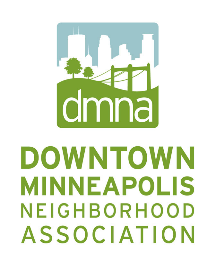 dmna
DOWNTOWN
MINNEAPOLIS
NEIGHBORHOOD
ASSOCIATION